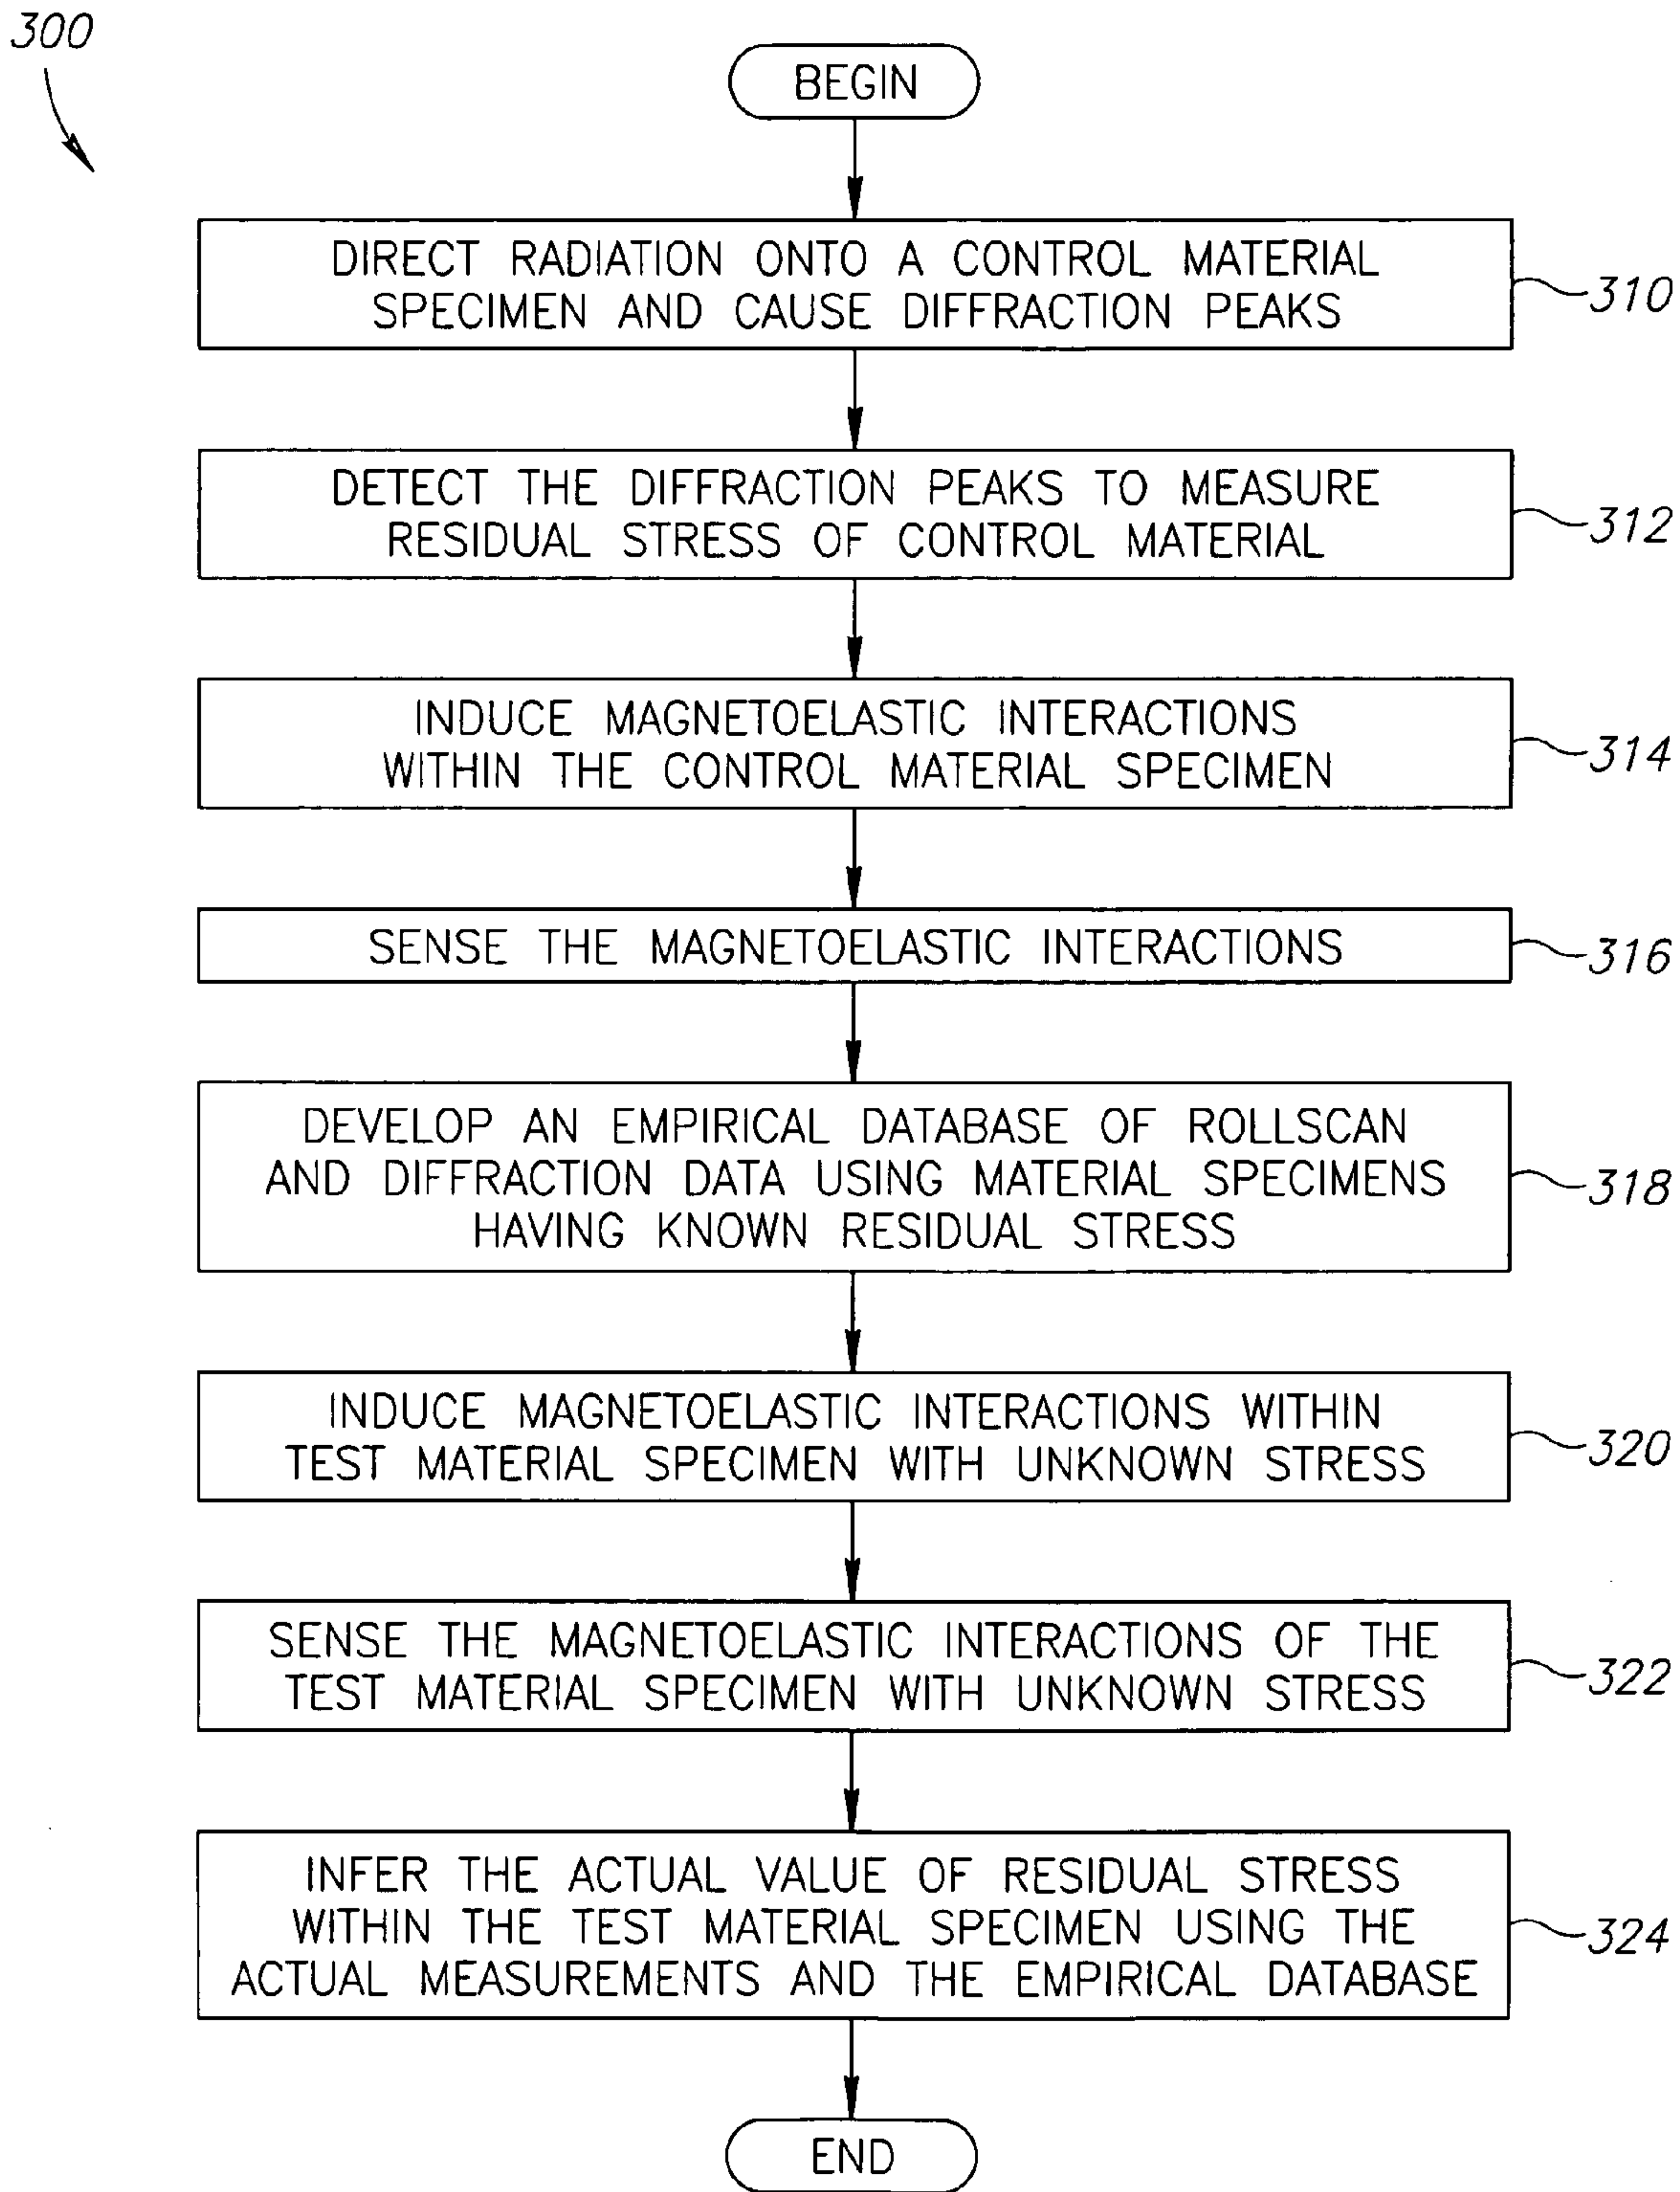 300
BEGIN
DIRECT RADIATION ONTO A CONTROL MATERIAL
SPECIMEN AND CAUSE DIFFRACTION PEAKS
310
DETECT THE DIFFRACTION PEAKS TO MEASURE
RESIDUAL STRESS OF CONTROL MATERIAL
312
INDUCE MAGNETOELASTIC INTERACTIONS
WITHIN THE CONTROL MATERIAL SPECIMEN
314
SENSE THE MAGNETOELASTIC INTERACTIONS
316
DEVELOP AN EMPIRICAL DATABASE OF ROLLSCAN
AND DIFFRACTION DATA USING MATERIAL SPECIMENS
HAVING KNOWN RESIDUAL STRESS
318
INDUCE MAGNETOELASTIC INTERACTIONS WITHIN
TEST MATERIAL SPECIMEN WITH UNKNOWN STRESS
320
SENSE THE MAGNETOELASTIC INTERACTIONS OF THE
TEST MATERIAL SPECIMEN WITH UNKNOWN STRESS
322
INFER THE ACTUAL VALUE OF RESIDUAL STRESS
WITHIN THE TEST MATERIAL SPECIMEN USING THE
ACTUAL MEASUREMENTS AND THE EMPIRICAL DATABASE
324
END